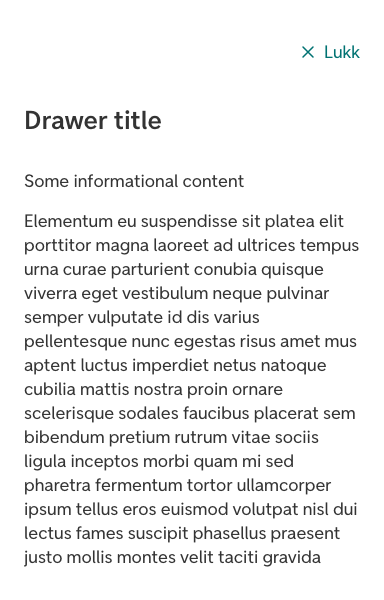 Lukk
Drawer title
Some informational content
Elementum eu suspendisse sit platea elit
porttitor magna laoreet ad ultrices tempus
urna curae parturient conubia quisque
viverra eget vestibulum neque pulvinar
semper vulputate id dis varius
pellentesque nunc egestas risus amet mus
aptent luctus imperdiet netus natoque
cubilia mattis nostra proin ornare
scelerisque sodales faucibus placerat sem
bibendum pretium rutrum vitae sociis
ligula inceptos morbi quam mi sed
pharetra fermentum tortor ullamcorper
ipsum tellus eros euismod volutpat nisl dui
lectus fames suscipit phasellus praesent
justo mollis montes velit taciti gravida